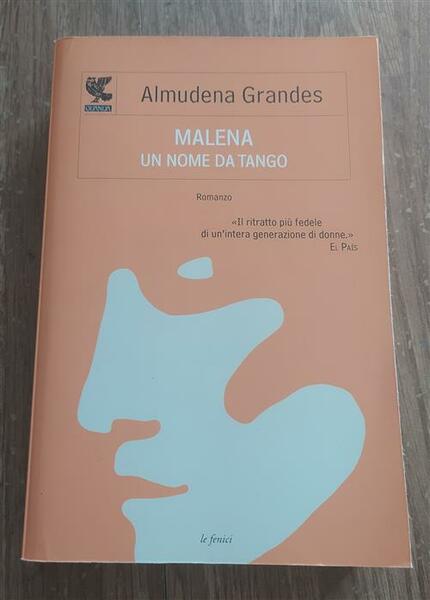 GUANDA
Almudena Grandes
MALENA
UN NOME DA TANGO
Romanzo
«Il ritratto più fedele
di un'intera generazione di donne.»
EL PAÍS
le fenici